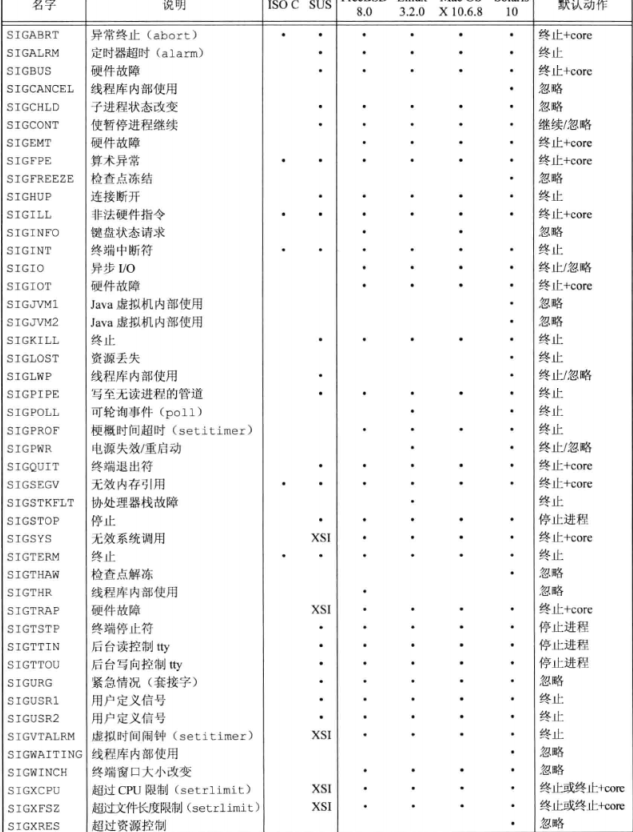 名字 说明 ISO C SUS 8.0 3.2.0 X 10.6.8 10 默认动作
SIGABRT 异常终止（abort） • • • • • • 终止+core
SIGALRM 定时器超时（alarm） • • • • • 终止
SIGBUS 硬件故障 • • • • • 终止+core
SIGCANCEL 线程库内部使用 • 忽略
SIGCHLD 子进程状态改变 • • • • • 忽略
SIGCONT 使暂停进程继续 • • • • • 继续/忽略
SIGEMT 硬件故障 • • • • 终止+core
SIGFPE 算术异常 • • • • • • 终止+core
SIGFREEZE 检查点冻结 • 忽略
SIGHUP 连接断开 • • • • • 终止
SIGILL 非法硬件指令 • • • • • • 终止+core
SIGINFO 键盘状态请求 • • 忽略
SIGINT 终端中断符 • • • • • • 终止
SIGIO 异步 I/O • • • • 终止/忽略
SIGIOT 硬件故障 • • • • 终止+core
SIGJVM1 Java 虚拟机内部使用 • 忽略
SIGJVM2 Java 虚拟机内部使用 • 忽略
SIGKILL 终止 • • • • • 终止
SIGLOST 资源丢失 • 终止
SIGLWP 线程库内部使用 • • 终止/忽略
SIGPIPE 写至无读进程的管道 • • • • • 终止
SIGPOLL 可轮询事件（poll） • • 终止
SIGPROF 梗概时间超时（setitimer） • • • • 终止
SIGPWR 电源失效/重启动 • • 终止/忽略
SIGQUIT 终端退出符 • • • • • 终止+core
SIGSEGV 无效内存引用 • • • • • • 终止+core
SIGSTKFLT 协处理器栈故障 • 终止
SIGSTOP 停止 • • • • • 停止进程
SIGSYS 无效系统调用 XSI • • • • 终止+core
SIGTERM 终止 • • • • • • 终止
SIGTHAW 检查点解冻 • 忽略
SIGTHR 线程库内部使用 • 忽略
SIGTRAP 硬件故障 XSI • • • • 终止+core
SIGTSTP 终端停止符 • • • • • 停止进程
SIGTTIN 后台读控制 tty • • • • • 停止进程
SIGTTOU 后台写向控制 tty • • • • • 停止进程
SIGURG 紧急情况（套接字） • • • • • 忽略
SIGUSR1 用户定义信号 • • • • • 终止
SIGUSR2 用户定义信号 • • • • • 终止
SIGVTALRM 虚拟时间闹钟（setitimer） XSI • • • • 终止
SIGWAITING 线程库内部使用 • 忽略
SIGWINCH 终端窗口大小改变 • • • • 忽略
SIGXCPU 超过 CPU 限制（setrlimit） XSI • • • • 终止或终止+core
SIGXFSZ 超过文件长度限制（setrlimit） XSI • • • • 终止或终止+core
SIGXRES 超过资源控制 • 忽略